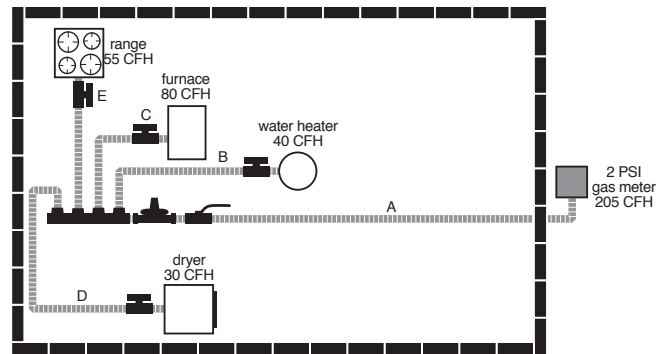 range
55 CFH
E
furnace
80 CFH
C
water heater
40 CFH
B
2 PSI
gas meter
205 CFH
A
dryer
30 CFH
D